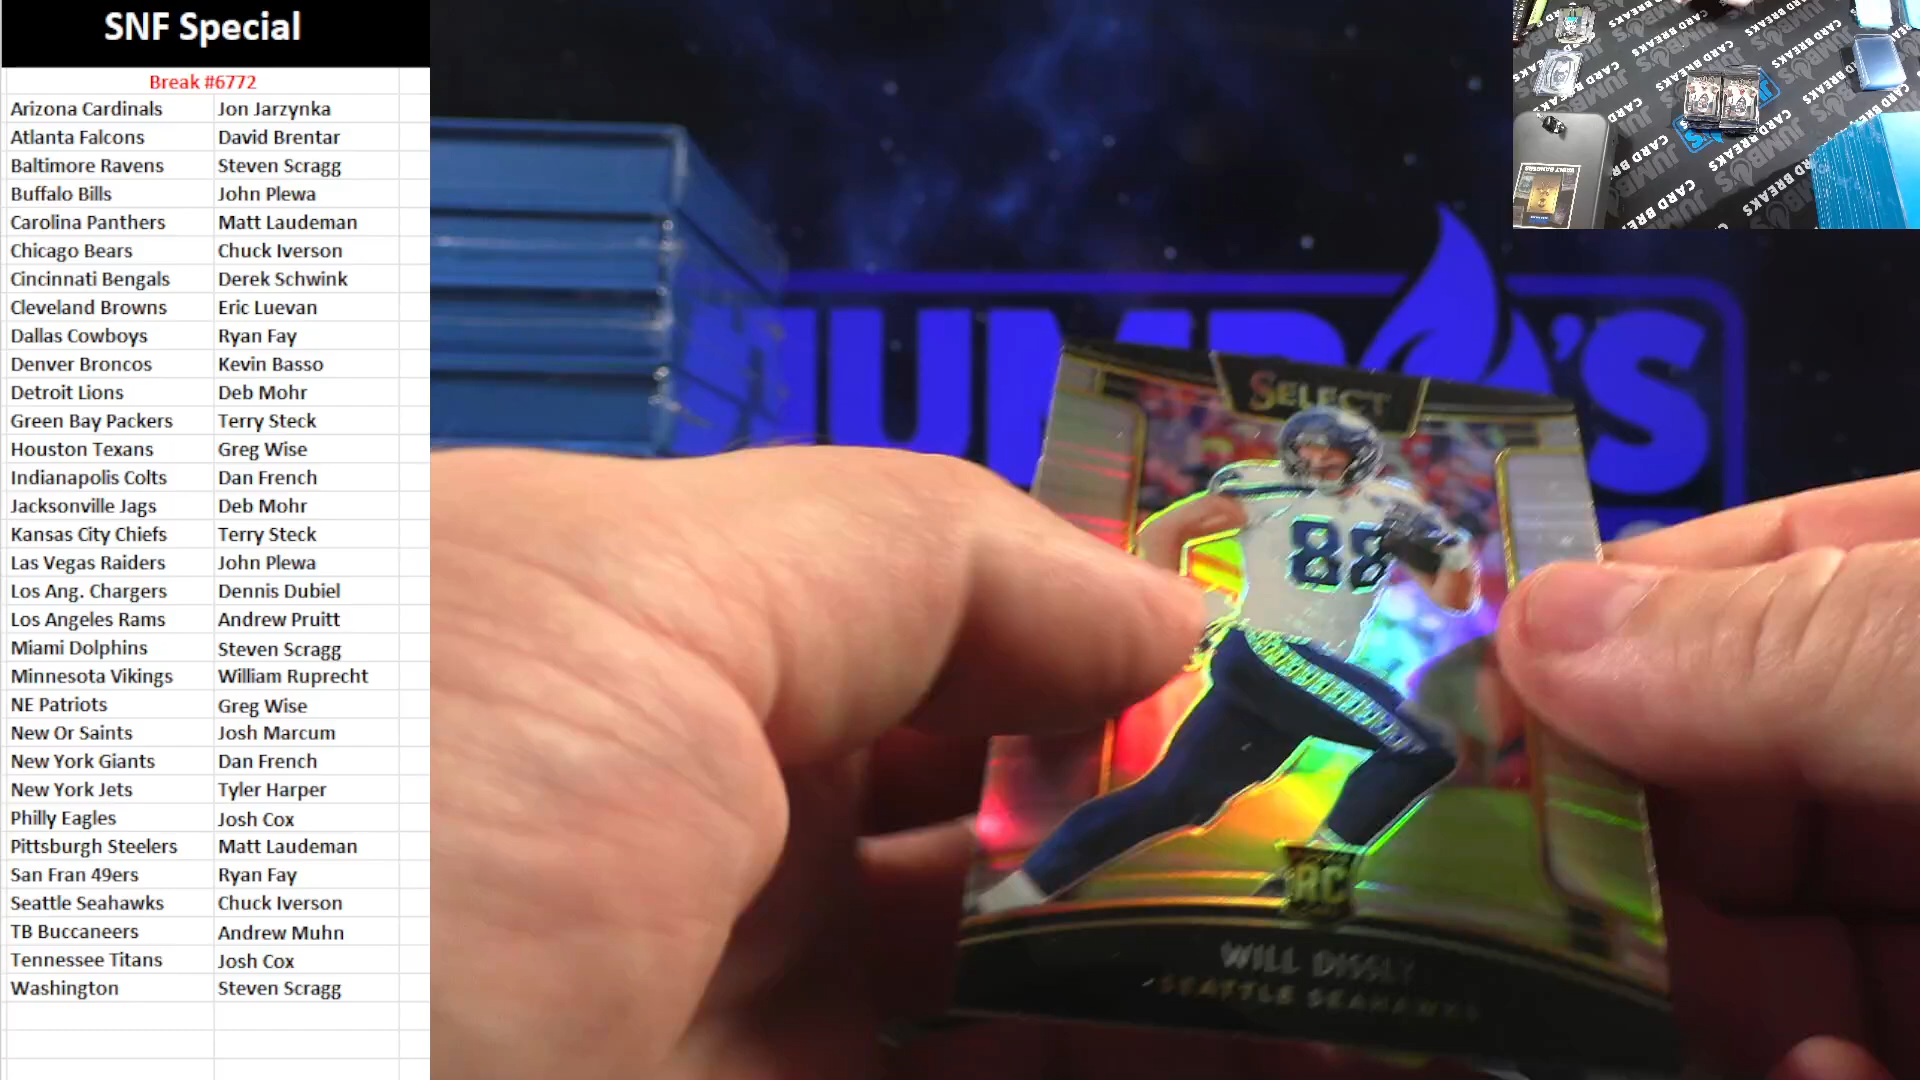 SNF Special
Break #6772
Arizona Cardinals Jon Jarzynka
Atlanta Falcons David Brentar
Baltimore Ravens Steven Scragg
Buffalo Bills John Plewa
Carolina Panthers Matt Laudeman
Chicago Bears Chuck Iverson
Cincinnati Bengals Derek Schwink
Cleveland Browns Eric Luevan
Dallas Cowboys Ryan Fay
Denver Broncos Kevin Basso
Detroit Lions Deb Mohr
Green Bay Packers Terry Steck
Houston Texans Greg Wise
Indianapolis Colts Dan French
Jacksonville Jags Deb Mohr
Kansas City Chiefs Terry Steck
Las Vegas Raiders John Plewa
Los Ang. Chargers Dennis Dubiel
Los Angeles Rams Andrew Pruitt
Miami Dolphins Steven Scragg
Minnesota Vikings William Ruprecht
NE Patriots Greg Wise
New Or Saints Josh Marcum
New York Giants Dan French
New York Jets Tyler Harper
Philly Eagles Josh Cox
Pittsburgh Steelers Matt Laudeman
San Fran 49ers Ryan Fay
Seattle Seahawks Chuck Iverson
TB Buccaneers Andrew Muhn
Tennessee Titans Josh Cox
Washington Steven Scragg
JUMBO'S
SELECT
88
RC
WILL DISSLY
SEATTLE SEAHAWKS
JUMBO'S
CARD BREAKS